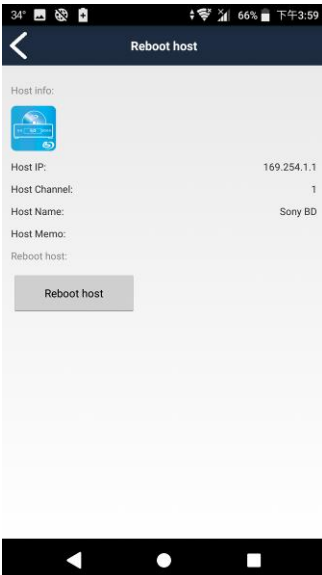 34° 66% 下午3:59
Reboot host
Host info:
Host IP: 169.254.1.1
Host Channel: 1
Host Name: Sony BD
Host Memo:
Reboot host:
Reboot host